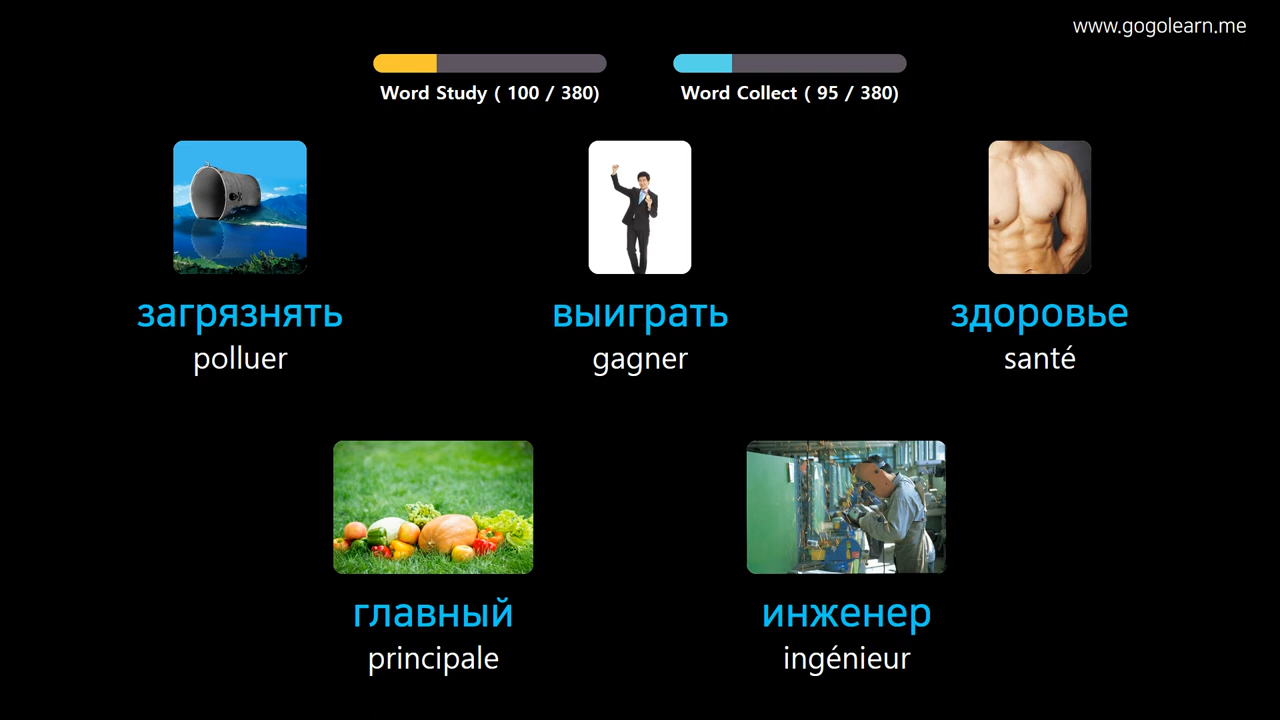 www.gogolearn.me
Word Study ( 100 / 380)
Word Collect ( 95 / 380)
загрязнять
polluer
выиграть
gagner
здоровье
santé
главный
principale
инженер
ingénieur